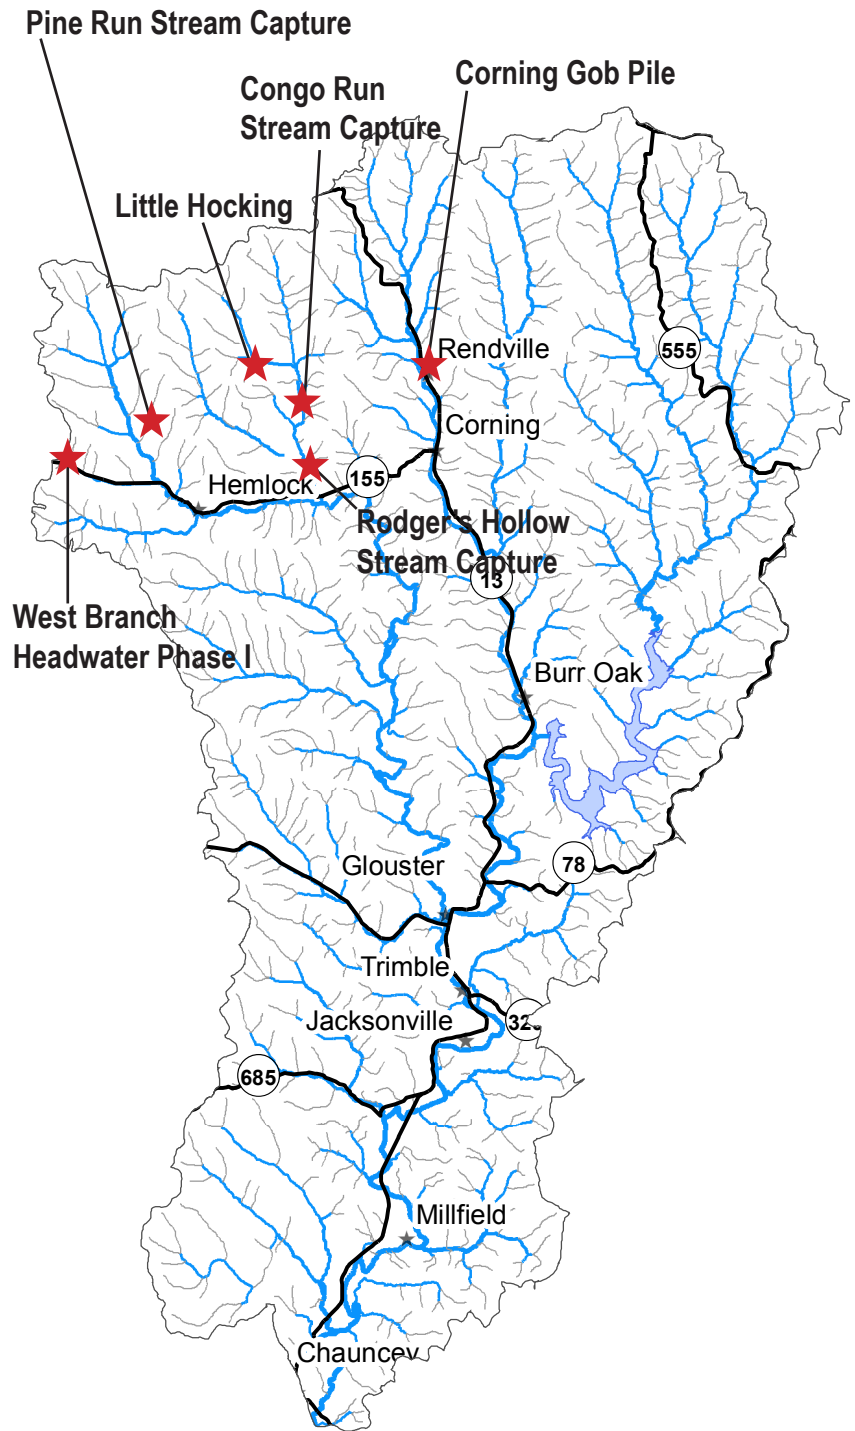 Pine Run Stream Capture
Corning Gob Pile
Congo Run
Stream Capture
Little Hocking
Rendville
555
Corning
155
Hemlock
Rodger's Hollow
Stream Capture
13
West Branch
Headwater Phase I
Burr Oak
Glouster
78
Trimble
Jacksonville
685
Millfield
Chauncey